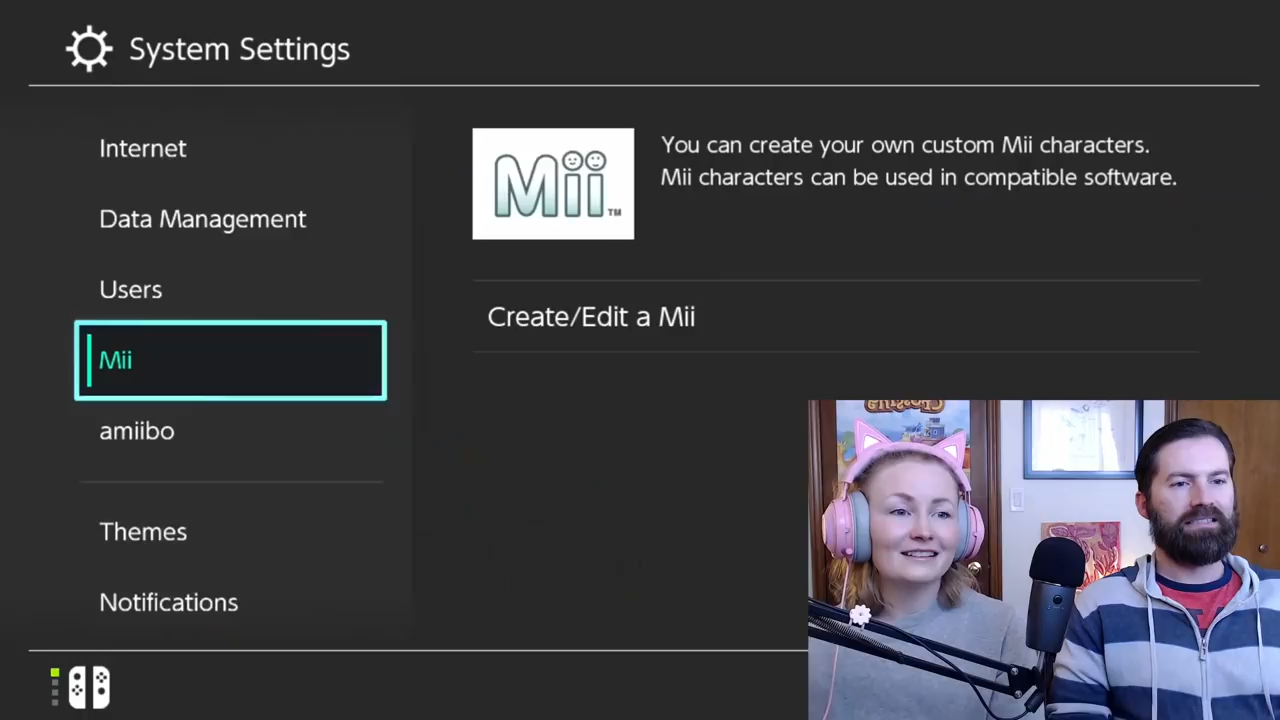 System Settings
Internet
Data Management
Users
Mii
amiibo
Themes
Notifications
Mii™
You can create your own custom Mii characters.
Mii characters can be used in compatible software.
Create/Edit a Mii